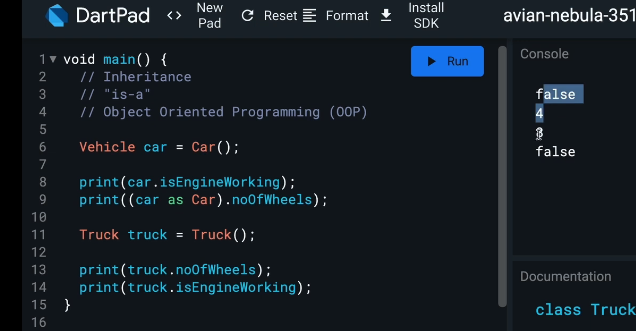 DartPad
<>
New Pad
Reset
Format
Install SDK
avian-nebula-351
1 void main() {
2 // Inheritance
3 // "is-a"
4 // Object Oriented Programming (OOP)
5
6 Vehicle car = Car();
7
8 print(car.isEngineWorking);
9 print((car as Car).noOfWheels);
10
11 Truck truck = Truck();
12
13 print(truck.noOfWheels);
14 print(truck.isEngineWorking);
15 }
16
Run
Console
false
4
false
Documentation
class Truck